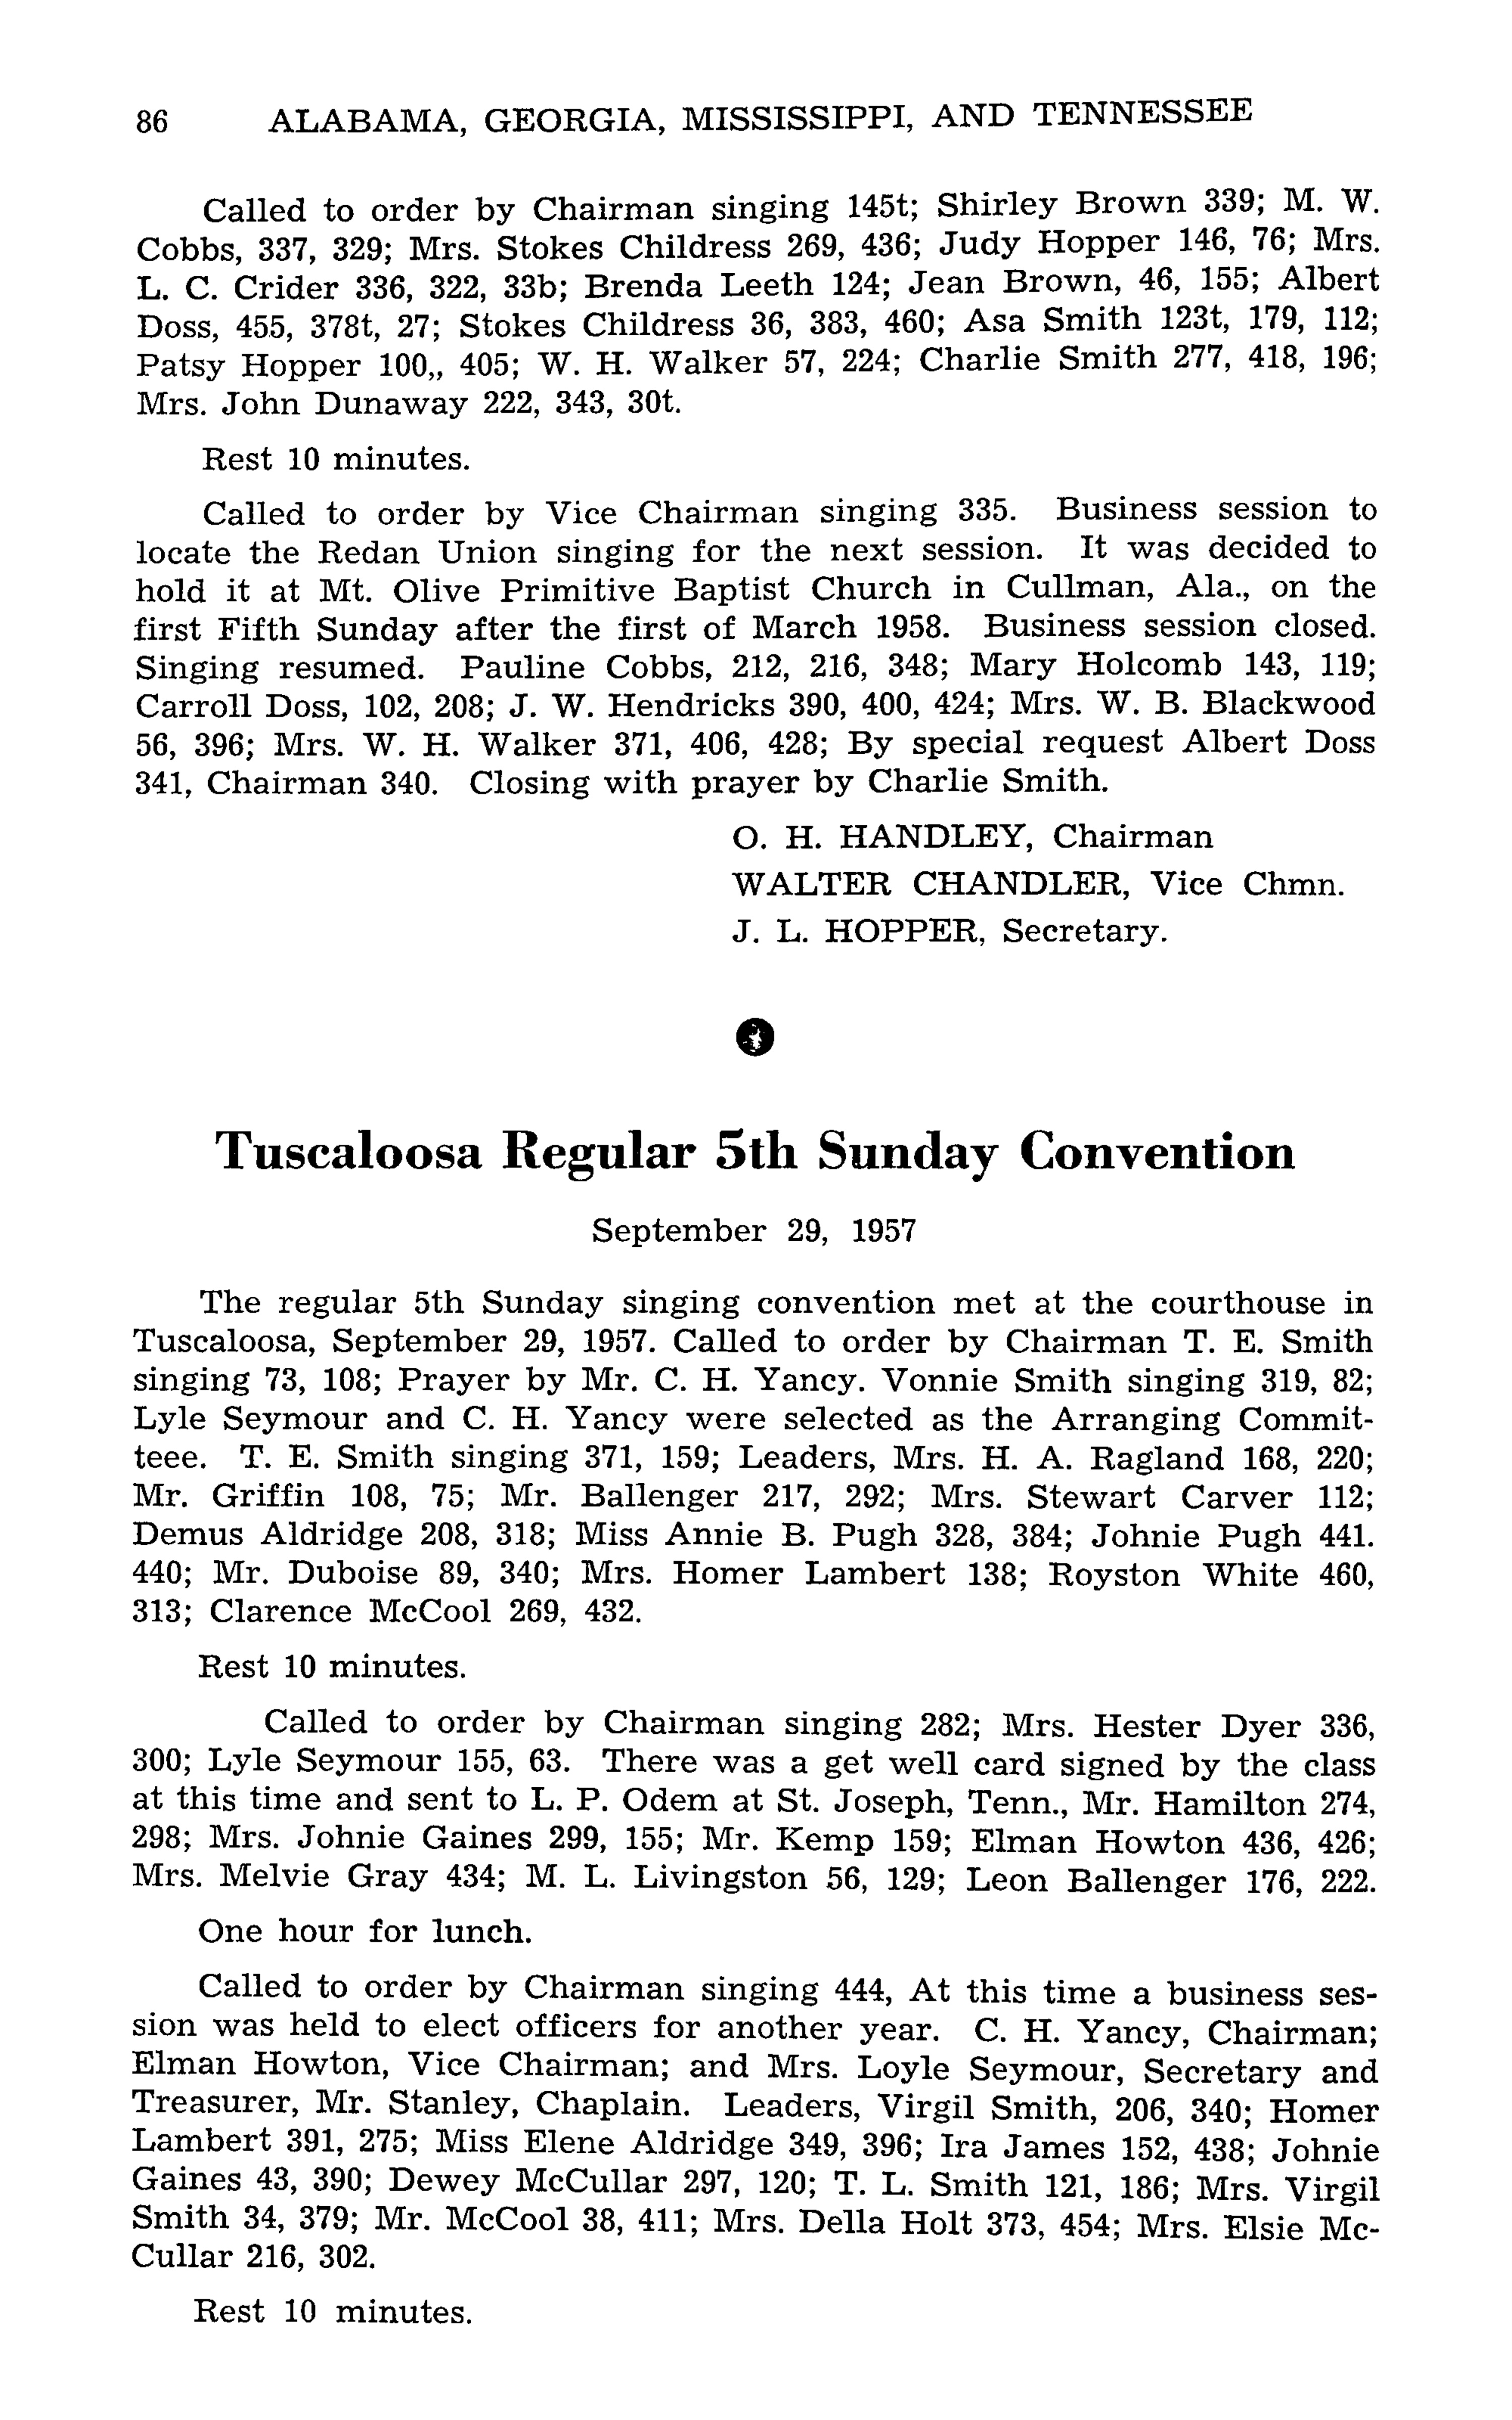 86 ALABAMA, GEORGIA, MISSISSIPPI, AND TENNESSEE
Called to order by Chairman singing 145t; Shirley Brown 339; M. W.
Cobbs, 337, 329; Mrs. Stokes Childress 269, 436; Judy Hopper 146, 76; Mrs.
L. C. Crider 336, 322, 33b; Brenda Leeth 124; Jean Brown, 46, 155; Albert
Doss, 455, 378t, 27; Stokes Childress 36, 383, 460; Asa Smith 123t, 179, 112;
Patsy Hopper 100,, 405; W. H. Walker 57, 224; Charlie Smith 277, 418, 196;
Mrs. John Dunaway 222, 343, 30t.
Rest 10 minutes.
Called to order by Vice Chairman singing 335. Business session to
locate the Redan Union singing for the next session. It was decided to
hold it at Mt. Olive Primitive Baptist Church in Cullman, Ala., on the
first Fifth Sunday after the first of March 1958. Business session closed.
Singing resumed. Pauline Cobbs, 212, 216, 348; Mary Holcomb 143, 119;
Carroll Doss, 102, 208; J. W. Hendricks 390, 400, 424; Mrs. W. B. Blackwood
56, 396; Mrs. W. H. Walker 371, 406, 428; By special request Albert Doss
341, Chairman 340. Closing with prayer by Charlie Smith.
O. H. HANDLEY, Chairman
WALTER CHANDLER, Vice Chmn.
J. L. HOPPER, Secretary.
Tuscaloosa Regular 5th Sunday Convention
September 29, 1957
The regular 5th Sunday singing convention met at the courthouse in
Tuscaloosa, September 29, 1957. Called to order by Chairman T. E. Smith
singing 73, 108; Prayer by Mr. C. H. Yancy. Vonnie Smith singing 319, 82;
Lyle Seymour and C. H. Yancy were selected as the Arranging Commit-
teee. T. E. Smith singing 371, 159; Leaders, Mrs. H. A. Ragland 168, 220;
Mr. Griffin 108, 75; Mr. Ballenger 217, 292; Mrs. Stewart Carver 112;
Demus Aldridge 208, 318; Miss Annie B. Pugh 328, 384; Johnie Pugh 441.
440; Mr. Duboise 89, 340; Mrs. Homer Lambert 138; Royston White 460,
313; Clarence McCool 269, 432.
Rest 10 minutes.
Called to order by Chairman singing 282; Mrs. Hester Dyer 336,
300; Lyle Seymour 155, 63. There was a get well card signed by the class
at this time and sent to L. P. Odem at St. Joseph, Tenn., Mr. Hamilton 274,
298; Mrs. Johnie Gaines 299, 155; Mr. Kemp 159; Elman Howton 436, 426;
Mrs. Melvie Gray 434; M. L. Livingston 56, 129; Leon Ballenger 176, 222.
One hour for lunch.
Called to order by Chairman singing 444, At this time a business ses-
sion was held to elect officers for another year. C. H. Yancy, Chairman;
Elman Howton, Vice Chairman; and Mrs. Loyle Seymour, Secretary and
Treasurer, Mr. Stanley, Chaplain. Leaders, Virgil Smith, 206, 340; Homer
Lambert 391, 275; Miss Elene Aldridge 349, 396; Ira James 152, 438; Johnie
Gaines 43, 390; Dewey McCullar 297, 120; T. L. Smith 121, 186; Mrs. Virgil
Smith 34, 379; Mr. McCool 38, 411; Mrs. Della Holt 373, 454; Mrs. Elsie Mc-
Cullar 216, 302.
Rest 10 minutes.